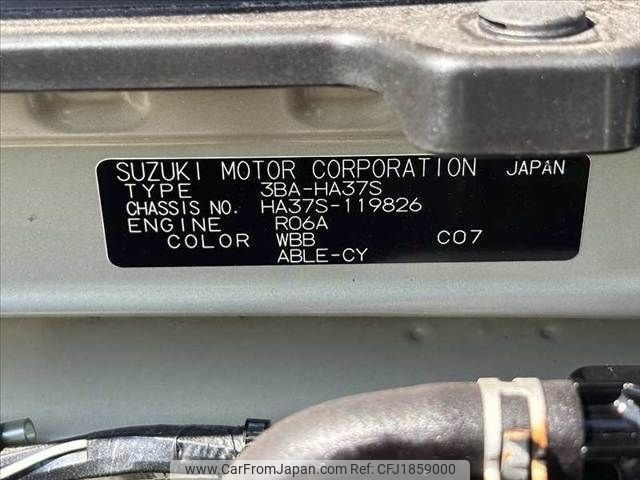 SUZUKI MOTOR CORPORATION JAPAN
TYPE 3BA-HA37S
CHASSIS NO. HA37S-119826
ENGINE R06A
COLOR WBB C07
ABLE-CY
www.CarFromJapan.com | Ref. No: CFJ1859000